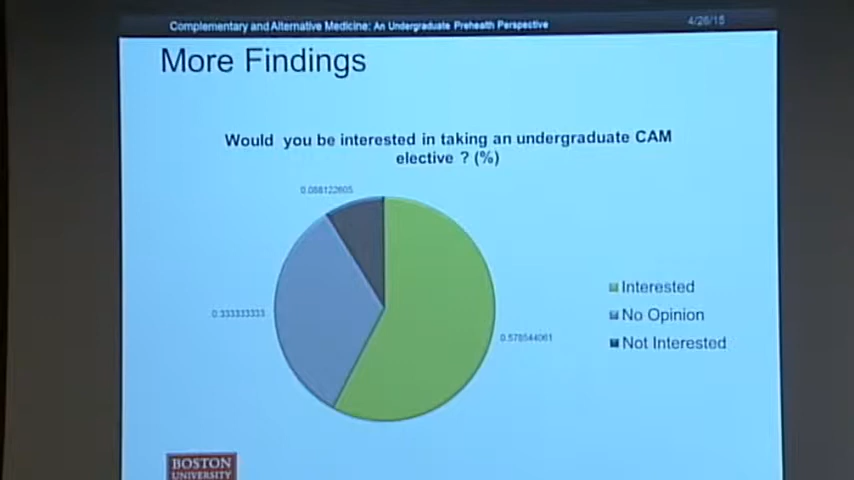 Complementary and Alternative Medicine: An Undergraduate Prehealth Perspective
4/26/15
More Findings
Would you be interested in taking an undergraduate CAM
elective ? (%)
0.088122605
0.333333333
0.578544061
Interested
No Opinion
Not Interested
BOSTON
UNIVERSITY